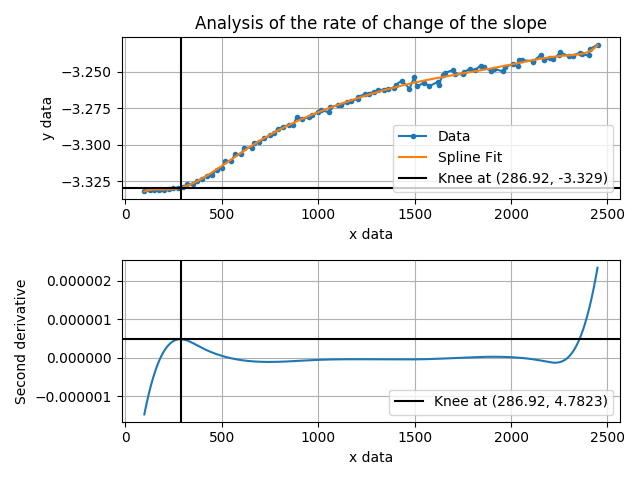 Analysis of the rate of change of the slope
−3.250
−3.275
−3.300
−3.325
y data
Data
Spline Fit
Knee at (286.92, -3.329)
0 500 1000 1500 2000 2500
x data
0.000002
0.000001
0.000000
−0.000001
Second derivative
Knee at (286.92, 4.7823)
0 500 1000 1500 2000 2500
x data